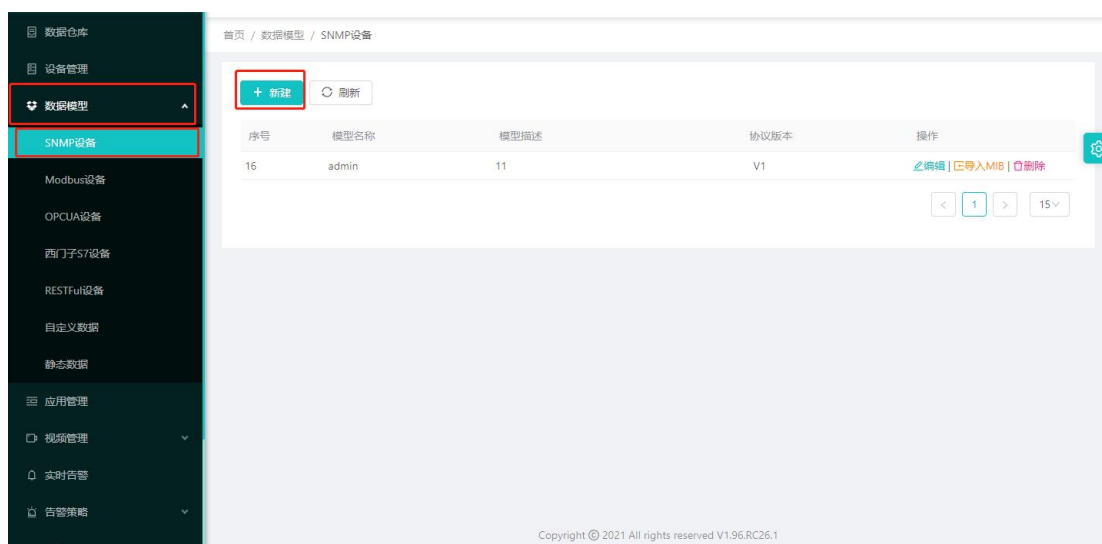 数据仓库
设备管理
数据模型
SNMP设备
Modbus设备
OPCUA设备
西门子S7设备
RESTFul设备
自定义数据
静态数据
应用管理
视频管理
实时告警
告警策略
首页 / 数据模型 / SNMP设备
+ 新建 刷新
序号 模型名称 模型描述 协议版本 操作
16 admin 11 V1 编辑 | 导入MIB | 删除
< 1 > 15
Copyright © 2021 All rights reserved V1.96.RC26.1